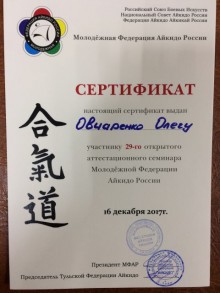 Российский Союз Боевых Искусств
Национальный Совет Айкидо России
Федерация Айкидо Айкикай России
Молодёжная Федерация Айкидо России
СЕРТИФИКАТ
настоящий сертификат выдан
Овчаренко Олегу
участнику 29-го открытого
аттестационного семинара
Молодёжной Федерации
Айкидо России
合氣道
16 декабря 2017г.
Президент МФАР
Председатель Тульской Федерации Айкидо